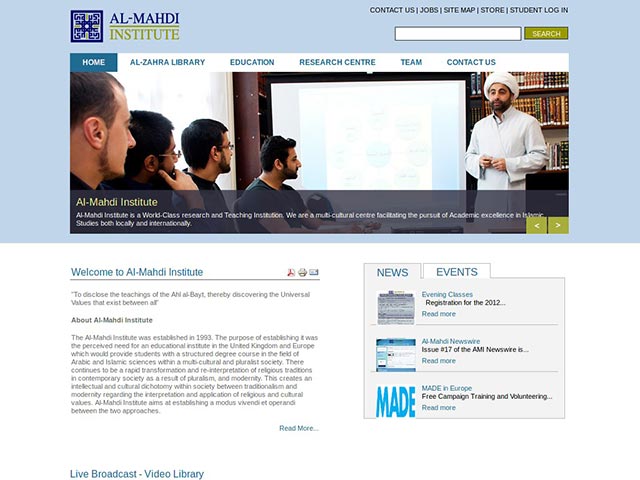 CONTACT US | JOBS | SITE MAP | STORE | STUDENT LOG IN
AL-MAHDI
INSTITUTE
SEARCH
HOME AL-ZAHRA LIBRARY EDUCATION RESEARCH CENTRE TEAM CONTACT US
Al-Mahdi Institute
Al-Mahdi Institute is a World-Class research and Teaching Institution. We are a multi-cultural centre facilitating the pursuit of Academic excellence in Islamic
Studies both locally and internationally.
< >
Welcome to Al-Mahdi Institute
"To disclose the teachings of the Ahl al-Bayt, thereby discovering the Universal
Values that exist between all"
About Al-Mahdi Institute
The Al-Mahdi Institute was established in 1993. The purpose of establishing it was
the perceived need for an educational institute in the United Kingdom and Europe
which would provide students with a structured degree course in the field of
Arabic and Islamic sciences within a multi-cultural and pluralist society. There
continues to be a rapid transformation and re-interpretation of religious traditions
in contemporary society as a result of pluralism, and modernity. This creates an
intellectual and cultural dichotomy within society between traditionalism and
modernity regarding the interpretation and application of religious and cultural
values. Al-Mahdi Institute aims at establishing a modus vivendi et operandi
between the two approaches.
Read More...
NEWS EVENTS
Evening Classes
Registration for the 2012...
Read more
Al-Mahdi Newswire
Issue #17 of the AMI Newswire is...
Read more
MADE
MADE in Europe
Free Campaign Training and Volunteering...
Read more
Live Broadcast - Video Library